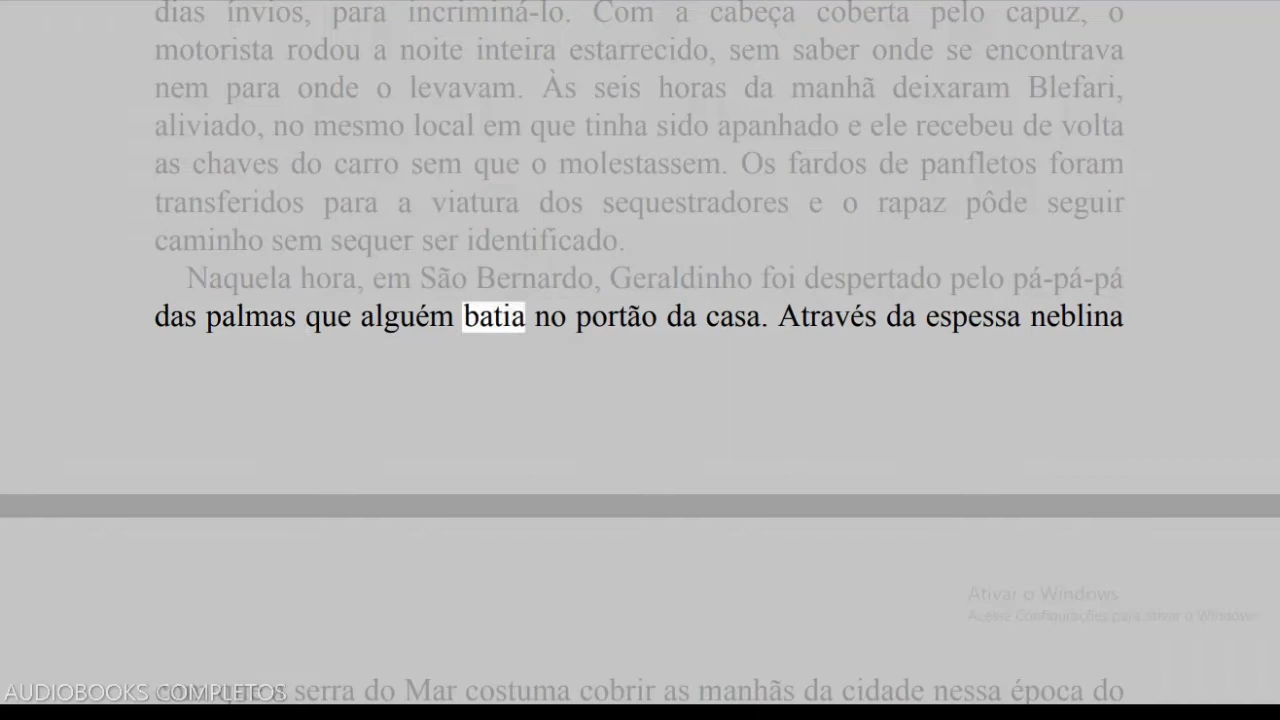 dias ínvios, para incriminá-lo. Com a cabeça coberta pelo capuz, o
motorista rodou a noite inteira estarrecido, sem saber onde se encontrava
nem para onde o levavam. Às seis horas da manhã deixaram Blefari,
aliviado, no mesmo local em que tinha sido apanhado e ele recebeu de volta
as chaves do carro sem que o molestassem. Os fardos de panfletos foram
transferidos para a viatura dos sequestradores e o rapaz pôde seguir
caminho sem sequer ser identificado.
Naquela hora, em São Bernardo, Geraldinho foi despertado pelo pá-pá-pá
das palmas que alguém batia no portão da casa. Através da espessa neblina
Ativar o Windows
Acesse Configurações para ativar o Windows.
AUDIOBOOKS COMPLETOS
serra do Mar costuma cobrir as manhãs da cidade nessa época do